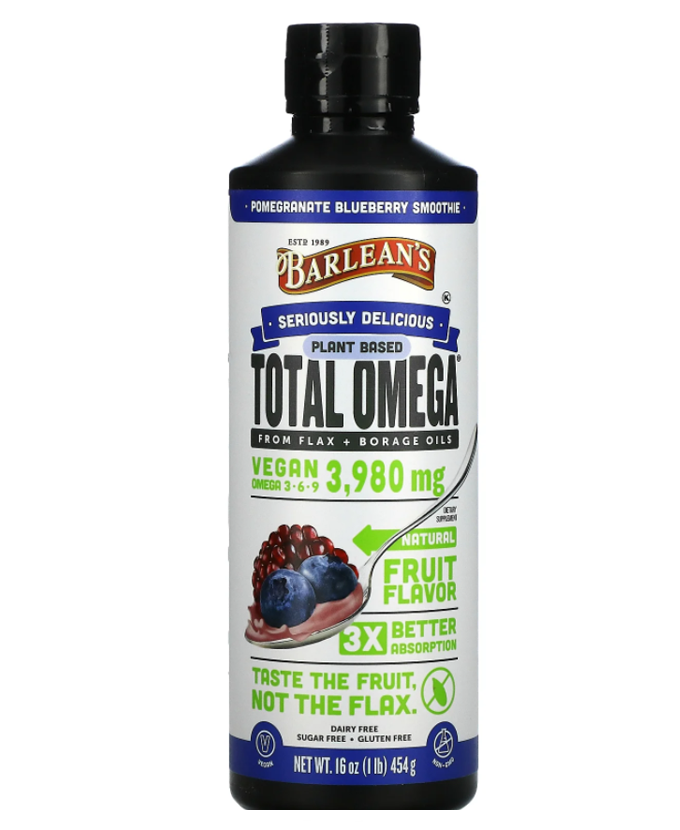 · POMEGRANATE BLUEBERRY SMOOTHIE ·
ESTD 1989
BARLEAN'S
K
· SERIOUSLY DELICIOUS ·
PLANT BASED
TOTAL OMEGA®
FROM FLAX + BORAGE OILS
VEGAN
OMEGA 3·6·9
3,980 mg
DIETARY
SUPPLEMENT
NATURAL
FRUIT
FLAVOR
3X BETTER
ABSORPTION
TASTE THE FRUIT,
NOT THE FLAX.
DAIRY FREE
SUGAR FREE • GLUTEN FREE
V
VEGAN
NON-GMO
NET WT. 16 oz (1 lb) 454 g